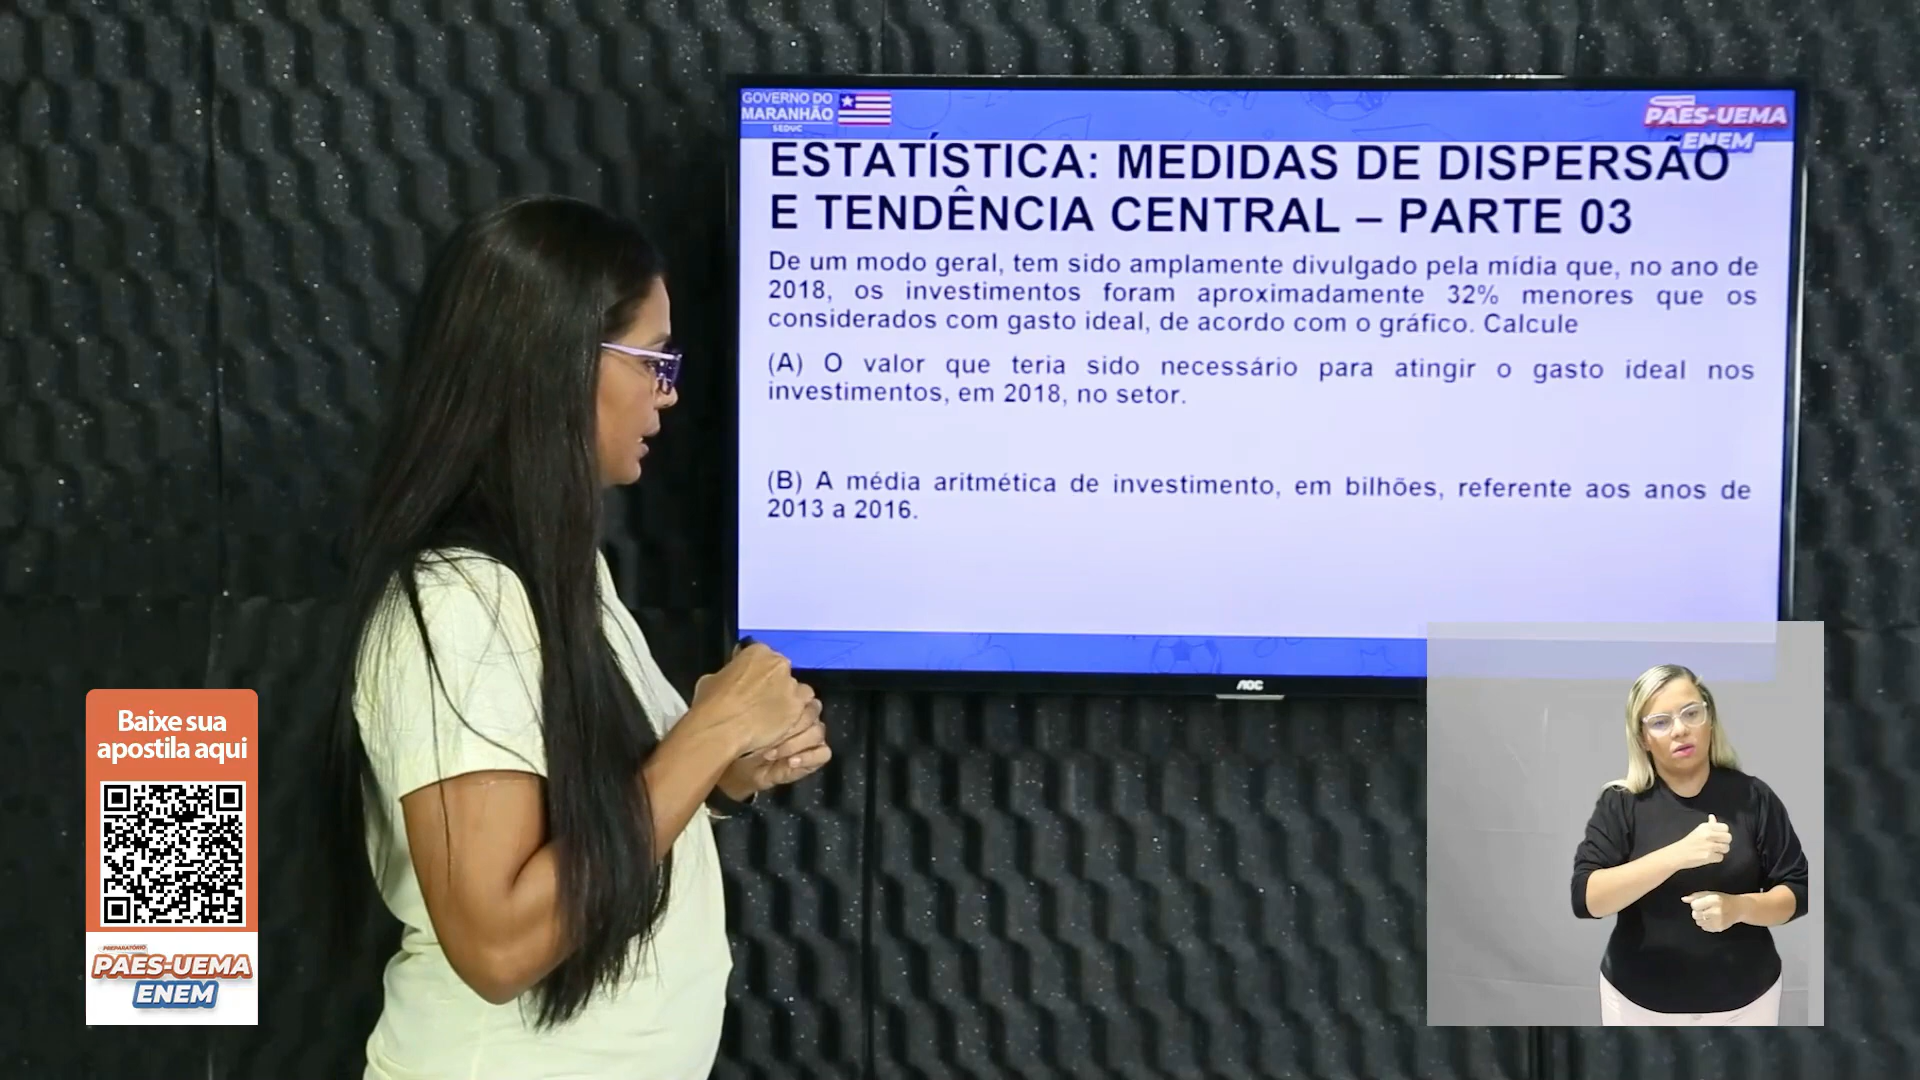 GOVERNO DO
MARANHÃO
SEDUC
PAES-UEMA
ENEM
ESTATÍSTICA: MEDIDAS DE DISPERSÃO
E TENDÊNCIA CENTRAL – PARTE 03
De um modo geral, tem sido amplamente divulgado pela mídia que, no ano de
2018, os investimentos foram aproximadamente 32% menores que os
considerados com gasto ideal, de acordo com o gráfico. Calcule
(A) O valor que teria sido necessário para atingir o gasto ideal nos
investimentos, em 2018, no setor.
(B) A média aritmética de investimento, em bilhões, referente aos anos de
2013 a 2016.
AOC
Baixe sua
apostila aqui
PREPARATÓRIO
PAES-UEMA
ENEM